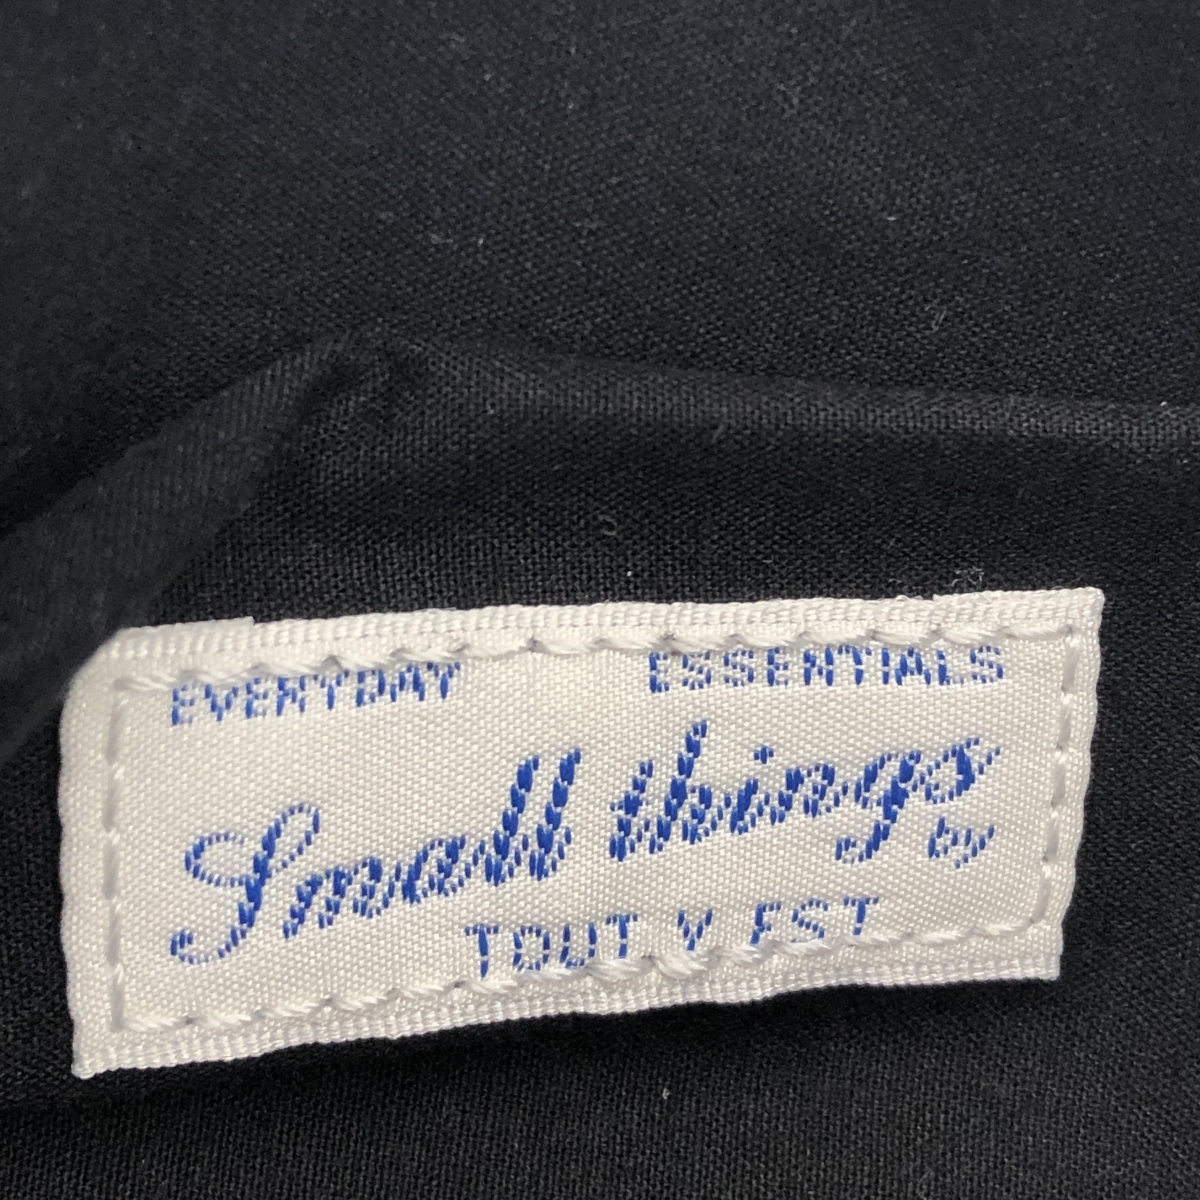 EVERYDAY ESSENTIALS
Small things
by
TOUT Y EST